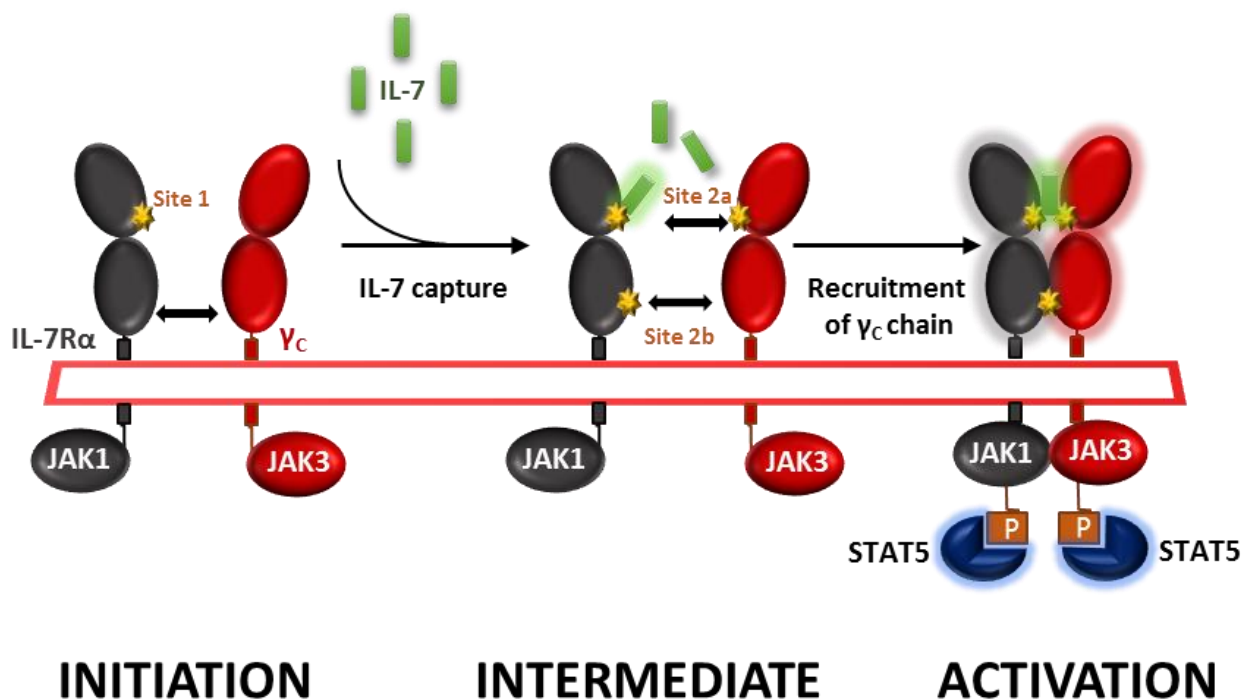 IL-7
Site 1
Site 2a
IL-7 capture
Recruitment
of γC chain
Site 2b
IL-7Rα
γC
JAK1
JAK3
JAK1
JAK3
JAK1
JAK3
P
P
STAT5
STAT5
INITIATION
INTERMEDIATE
ACTIVATION